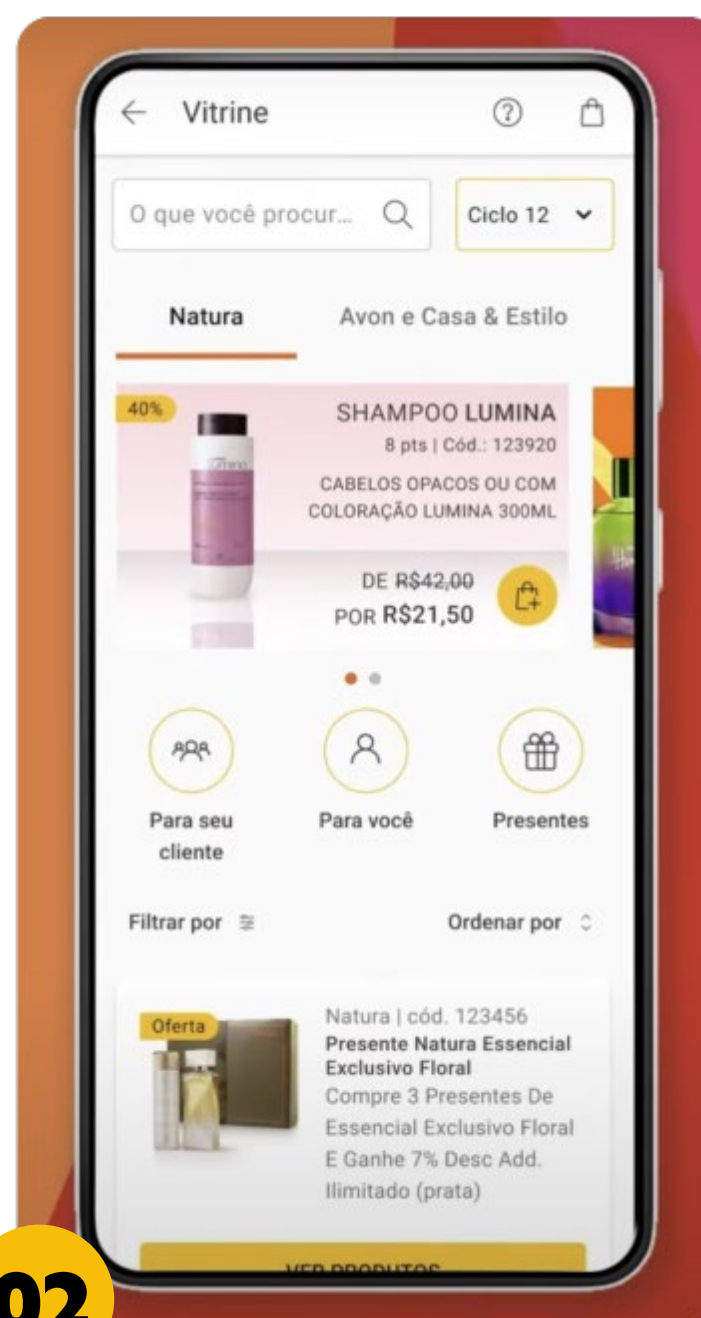 Vitrine
O que você procur...
Ciclo 12
Natura
Avon e Casa & Estilo
40%
SHAMPOO LUMINA
8 pts | Cód.: 123920
CABELOS OPACOS OU COM
COLORAÇÃO LUMINA 300ML
DE R$42,00
POR R$21,50
lumina
Para seu
cliente
Para você
Presentes
Filtrar por
Ordenar por
Oferta
Natura | cód. 123456
Presente Natura Essencial
Exclusivo Floral
Compre 3 Presentes De
Essencial Exclusivo Floral
E Ganhe 7% Desc Add.
Ilimitado (prata)
VER PRODUTOS
02